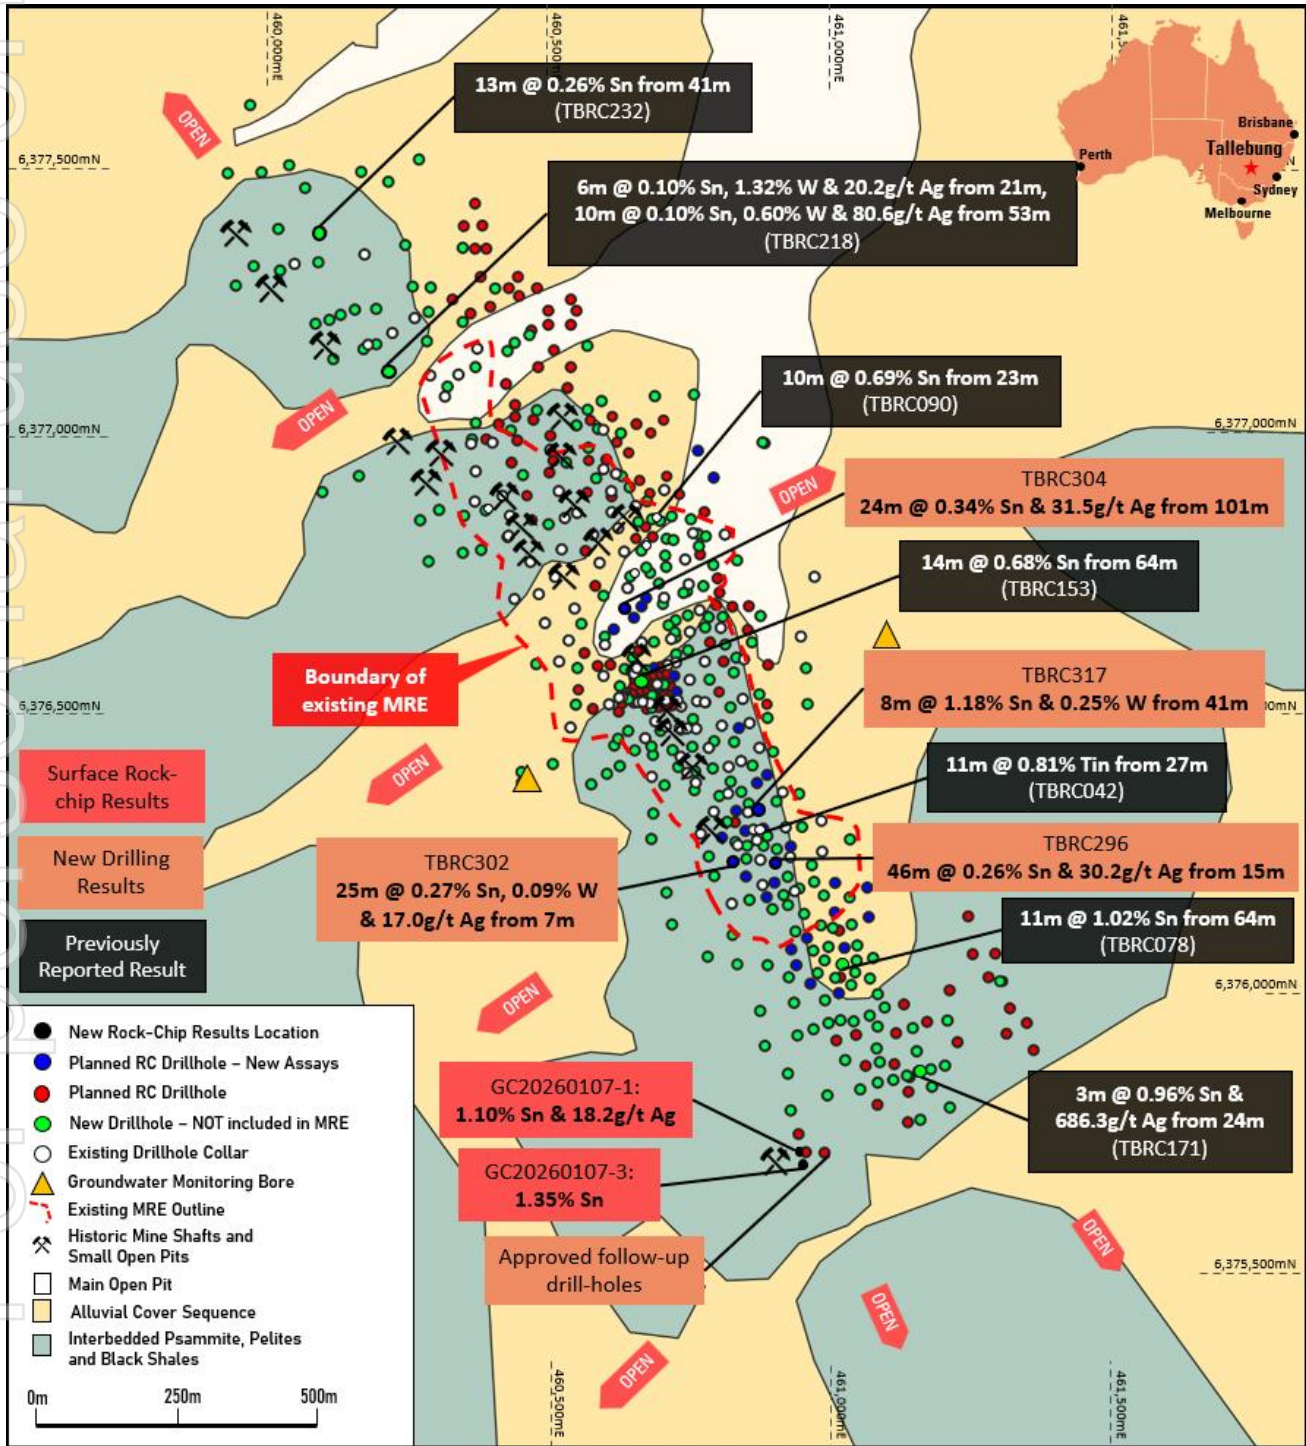 460,000mE
460,500mE
461,000mE
13m @ 0.26% Sn from 41m
(TBRC232)
OPEN
6,377,500mN
Brisbane
Perth
Tallebung
Sydney
Melbourne
6m @ 0.10% Sn, 1.32% W & 20.2g/t Ag from 21m,
10m @ 0.10% Sn, 0.60% W & 80.6g/t Ag from 53m
(TBRC218)
10m @ 0.69% Sn from 23m
(TBRC090)
OPEN
6,377,000mN
6,377,000mN
OPEN
TBRC304
24m @ 0.34% Sn & 31.5g/t Ag from 101m
14m @ 0.68% Sn from 64m
(TBRC153)
Boundary of
existing MRE
TBRC317
8m @ 1.18% Sn & 0.25% W from 41m
6,376,500mN
OPEN
Surface Rock-
chip Results
11m @ 0.81% Tin from 27m
(TBRC042)
New Drilling
Results
TBRC302
25m @ 0.27% Sn, 0.09% W
& 17.0g/t Ag from 7m
TBRC296
46m @ 0.26% Sn & 30.2g/t Ag from 15m
Previously
Reported Result
11m @ 1.02% Sn from 64m
(TBRC078)
6,376,000mN
OPEN
New Rock-Chip Results Location
Planned RC Drillhole – New Assays
Planned RC Drillhole
New Drillhole – NOT included in MRE
Existing Drillhole Collar
Groundwater Monitoring Bore
Existing MRE Outline
Historic Mine Shafts and
Small Open Pits
Main Open Pit
Alluvial Cover Sequence
Interbedded Psammite, Pelites
and Black Shales
0m 250m 500m
GC20260107-1:
1.10% Sn & 18.2g/t Ag
3m @ 0.96% Sn &
686.3g/t Ag from 24m
(TBRC171)
GC20260107-3:
1.35% Sn
Approved follow-up
drill-holes
OPEN
6,375,500mN
OPEN
OPEN
460,500mE
461,000mE
461,500mE